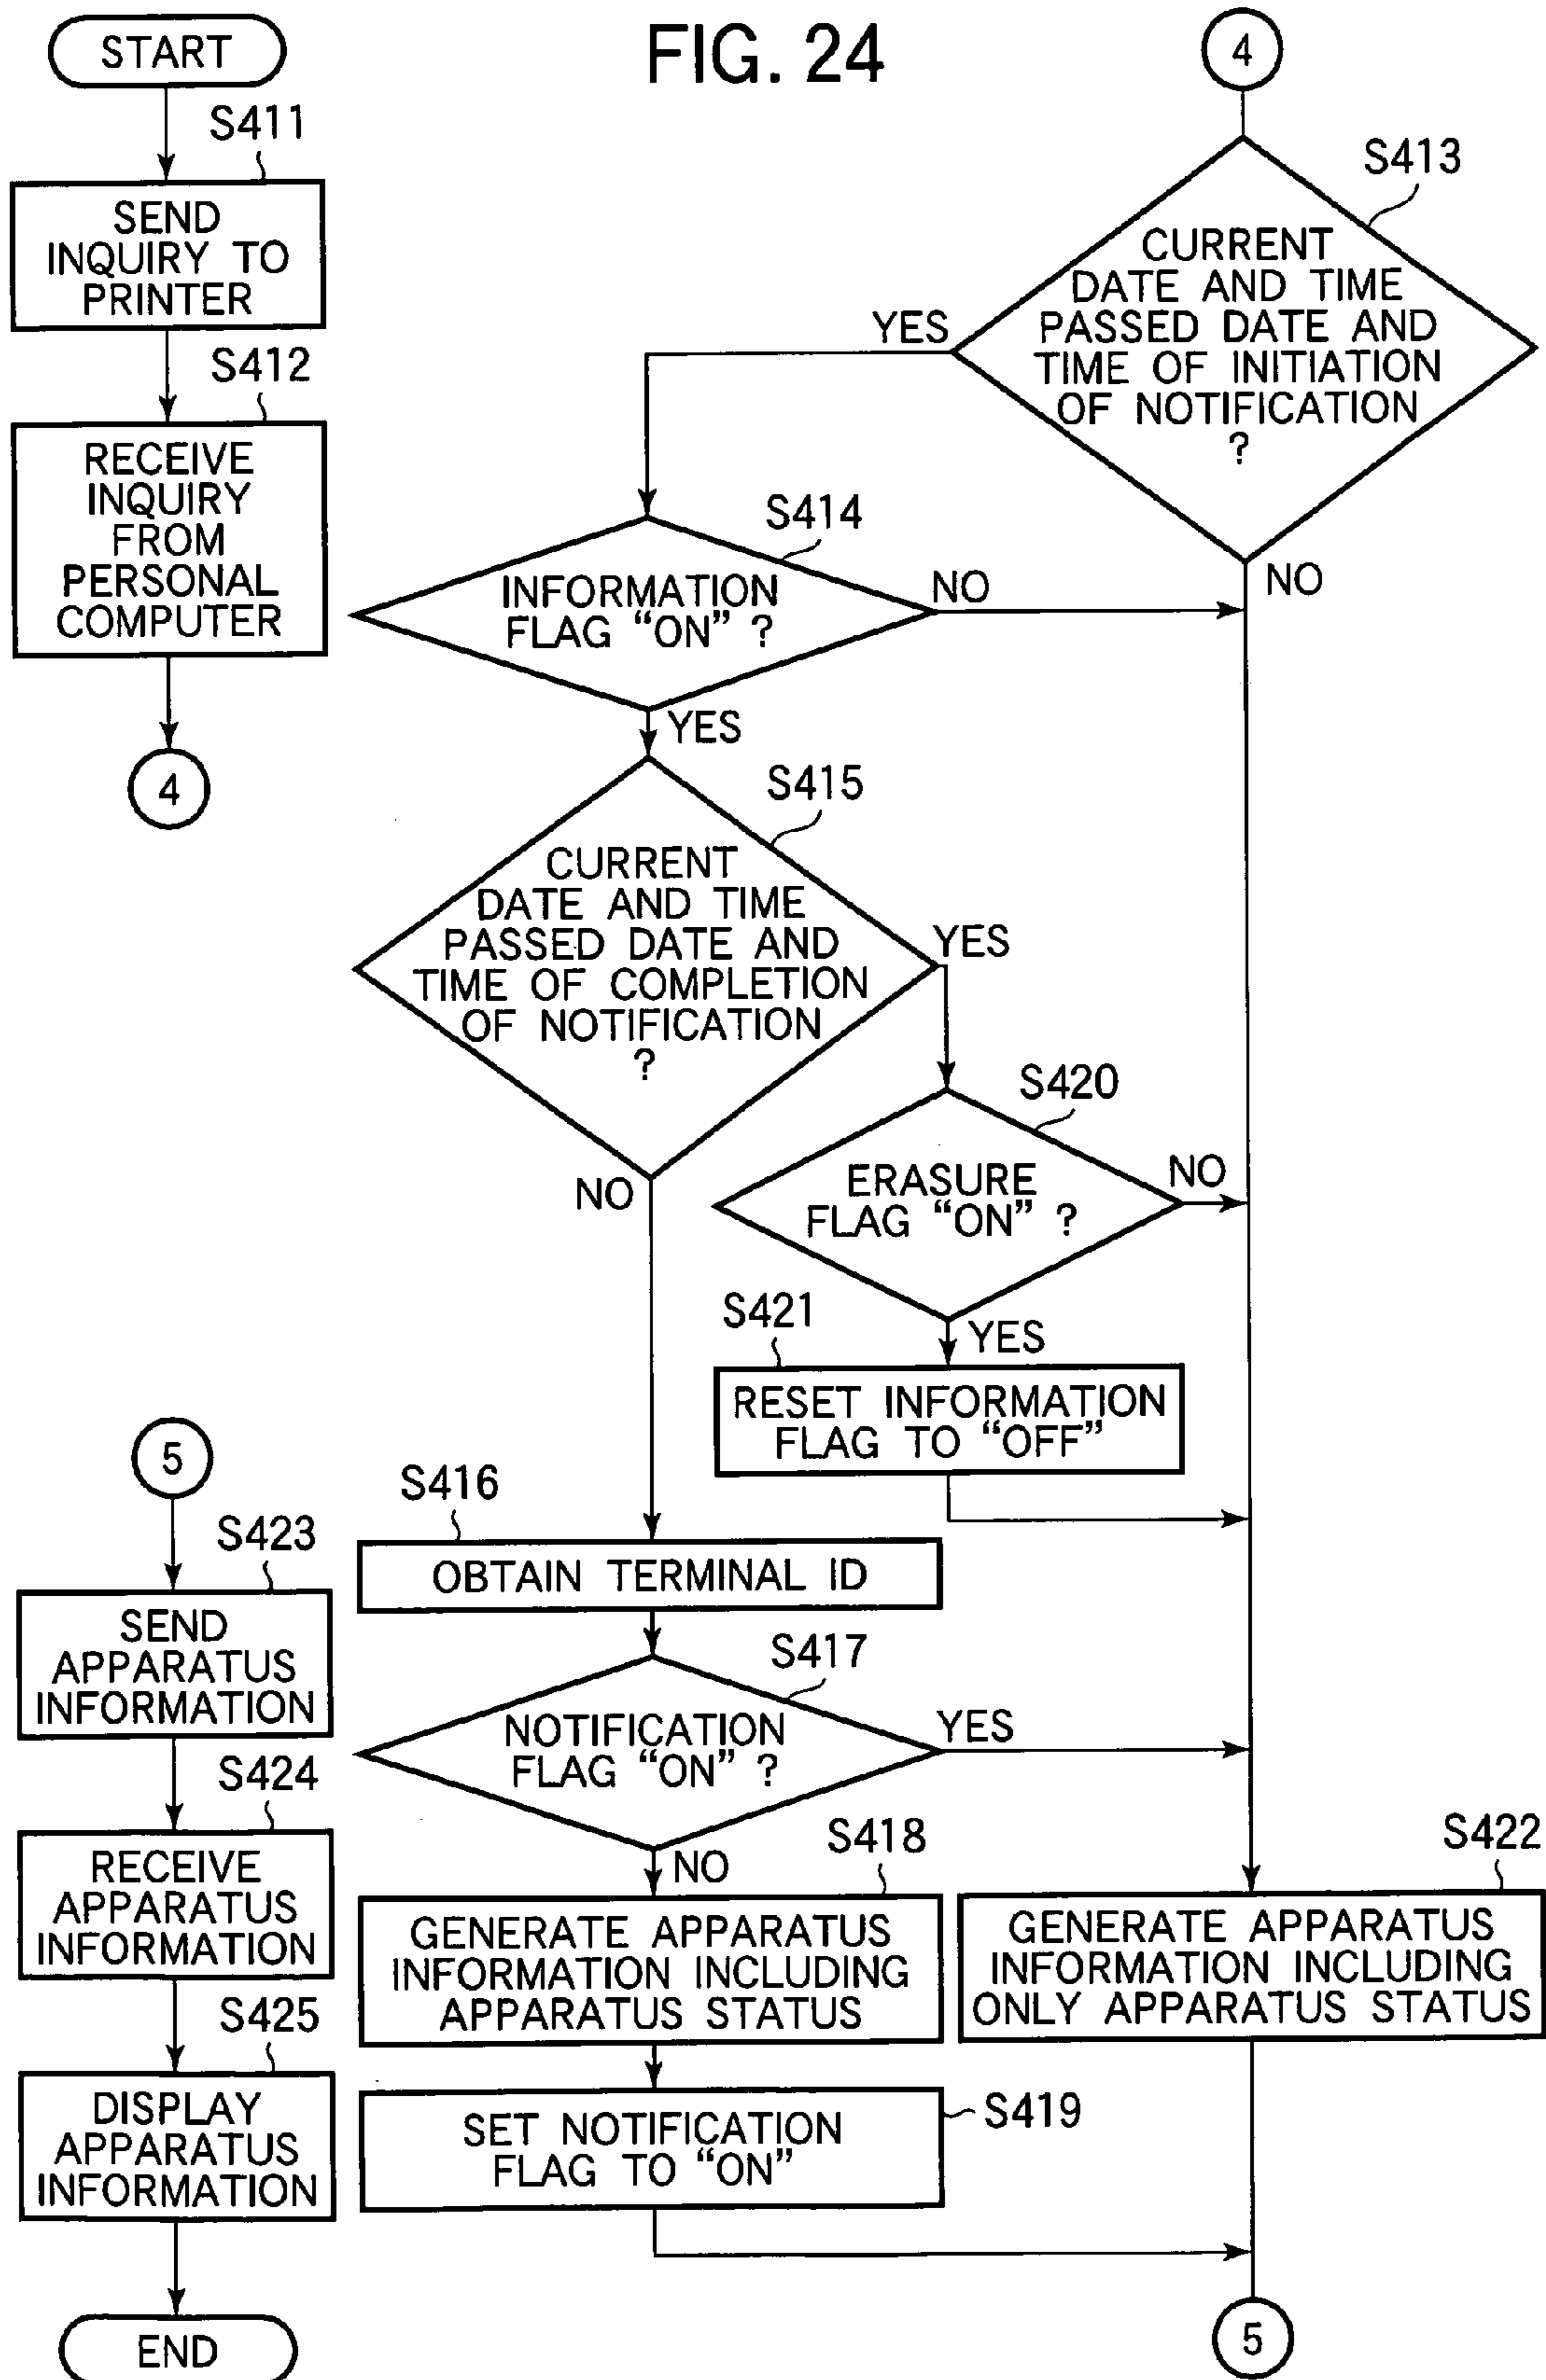 FIG. 24
START
S411
SEND
INQUIRY TO
PRINTER
S412
RECEIVE
INQUIRY
FROM
PERSONAL
COMPUTER
4
4
S413
CURRENT
DATE AND TIME
PASSED DATE AND
TIME OF INITIATION
OF NOTIFICATION
?
YES
NO
S414
INFORMATION
FLAG “ON” ?
NO
YES
S415
CURRENT
DATE AND TIME
PASSED DATE AND
TIME OF COMPLETION
OF NOTIFICATION
?
YES
NO
S420
ERASURE
FLAG “ON” ?
NO
YES
S421
RESET INFORMATION
FLAG TO “OFF”
S416
OBTAIN TERMINAL ID
S417
NOTIFICATION
FLAG “ON” ?
YES
NO
S418
GENERATE APPARATUS
INFORMATION INCLUDING
APPARATUS STATUS
S422
GENERATE APPARATUS
INFORMATION INCLUDING
ONLY APPARATUS STATUS
S419
SET NOTIFICATION
FLAG TO “ON”
5
5
S423
SEND
APPARATUS
INFORMATION
S424
RECEIVE
APPARATUS
INFORMATION
S425
DISPLAY
APPARATUS
INFORMATION
END